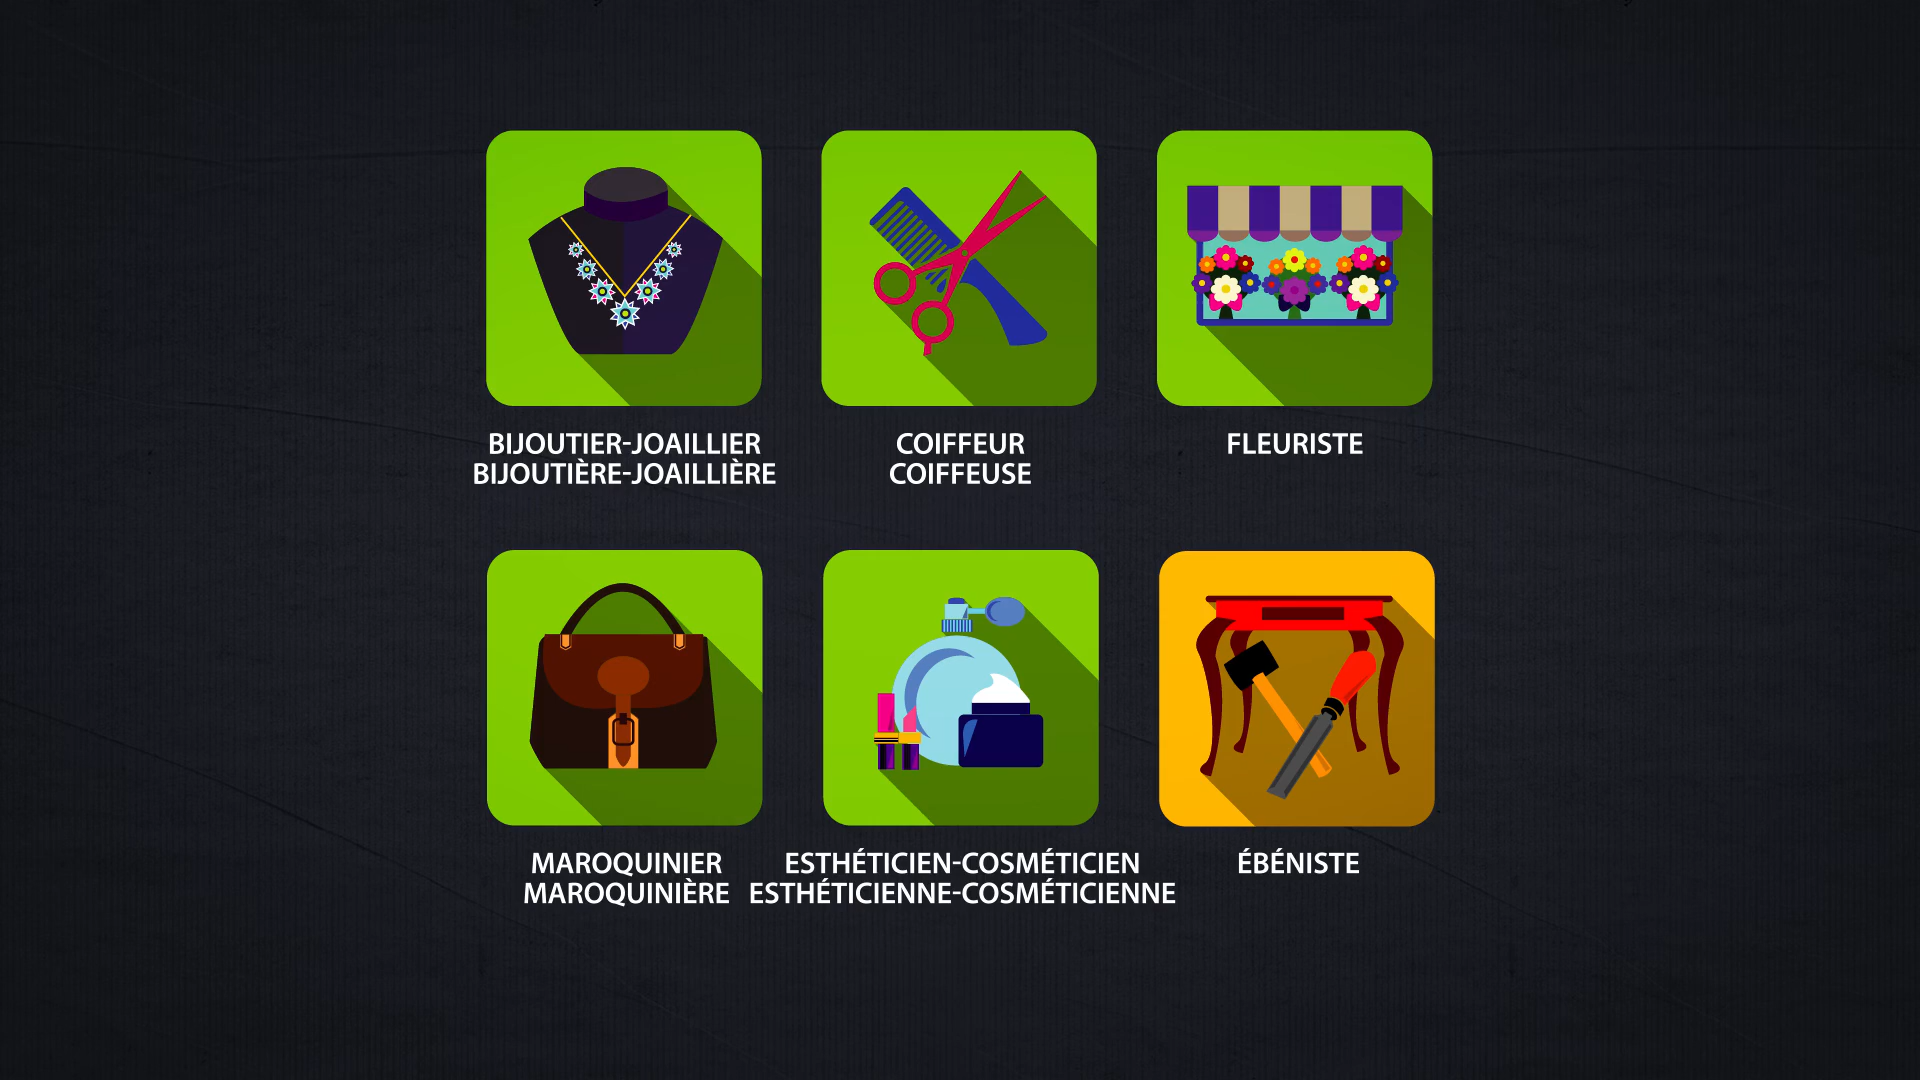 BIJOUTIER-JOAILLIER
BIJOUTIÈRE-JOAILLIÈRE
COIFFEUR
COIFFEUSE
FLEURISTE
MAROQUINIER
MAROQUINIÈRE
ESTHÉTICIEN-COSMÉTICIEN
ESTHÉTICIENNE-COSMÉTICIENNE
ÉBÉNISTE